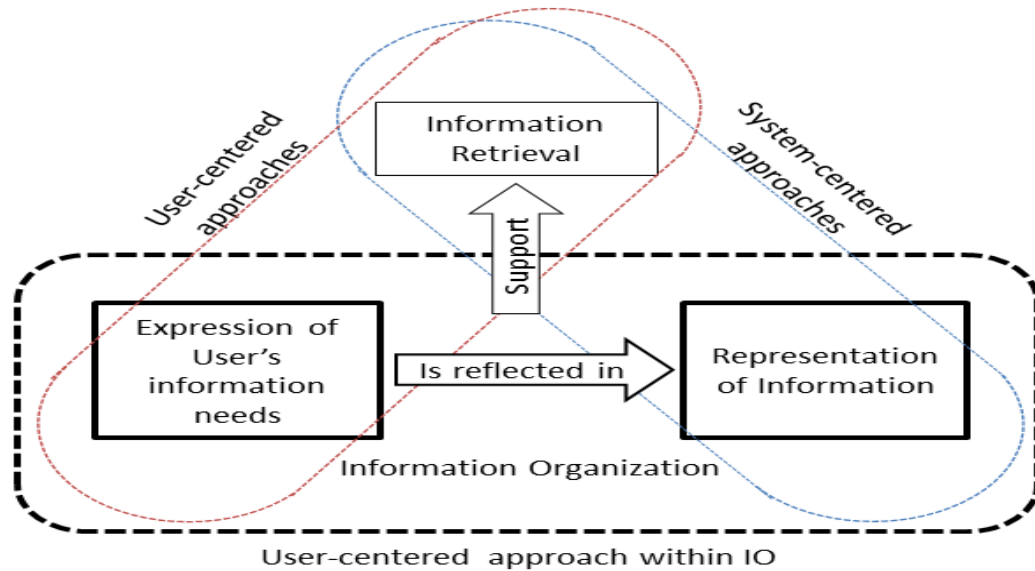 Information
Retrieval
User-centered
approaches
System-centered
approaches
Support
Expression of
User's
information
needs
Is reflected in
Representation
of Information
Information Organization
User-centered approach within IO